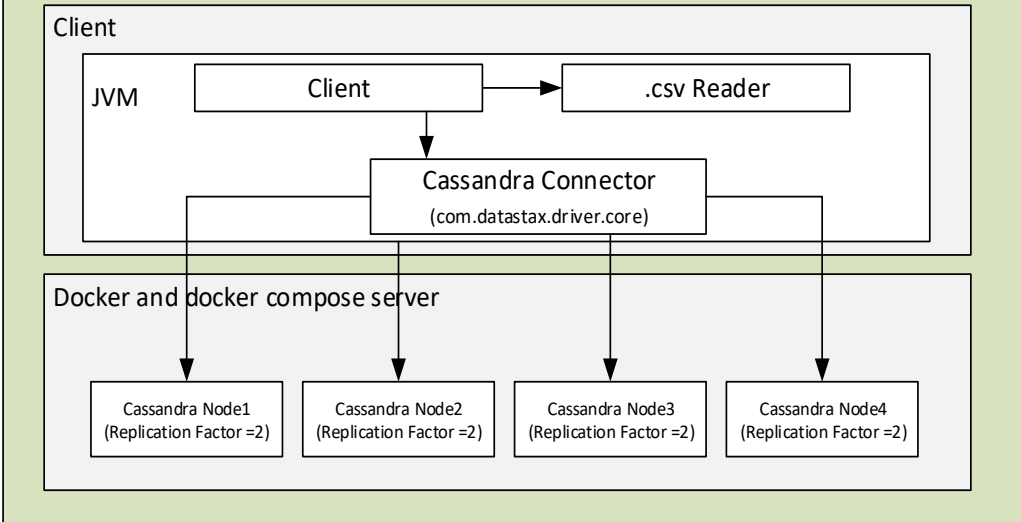 Client
JVM
Client
.csv Reader
Cassandra Connector
(com.datastax.driver.core)
Docker and docker compose server
Cassandra Node1
(Replication Factor =2)
Cassandra Node2
(Replication Factor =2)
Cassandra Node3
(Replication Factor =2)
Cassandra Node4
(Replication Factor =2)